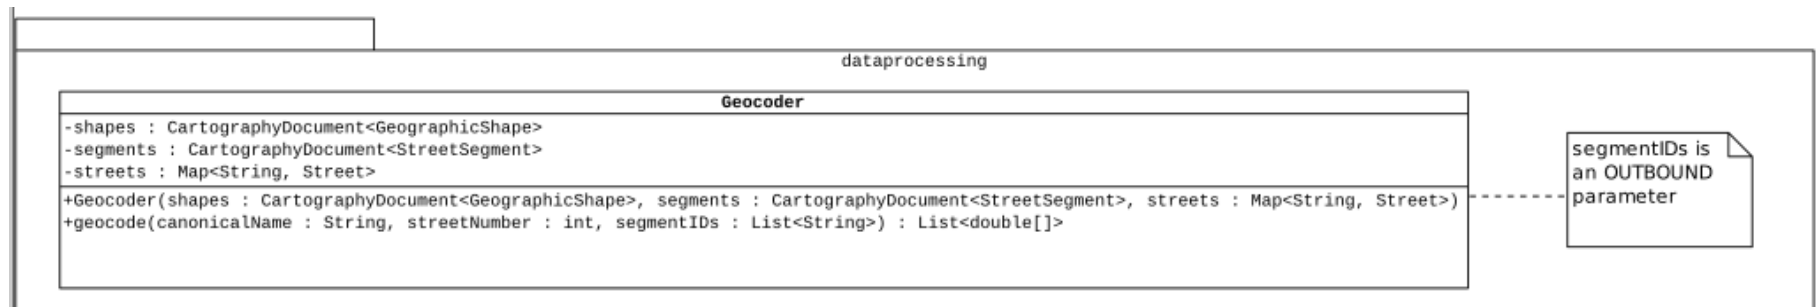 dataprocessing
Geocoder
-shapes : CartographyDocument<GeographicShape>
-segments : CartographyDocument<StreetSegment>
-streets : Map<String, Street>
+Geocoder(shapes : CartographyDocument<GeographicShape>, segments : CartographyDocument<StreetSegment>, streets : Map<String, Street>)
+geocode(canonicalName : String, streetNumber : int, segmentIDs : List<String>) : List<double[]>
segmentIDs is
an OUTBOUND
parameter